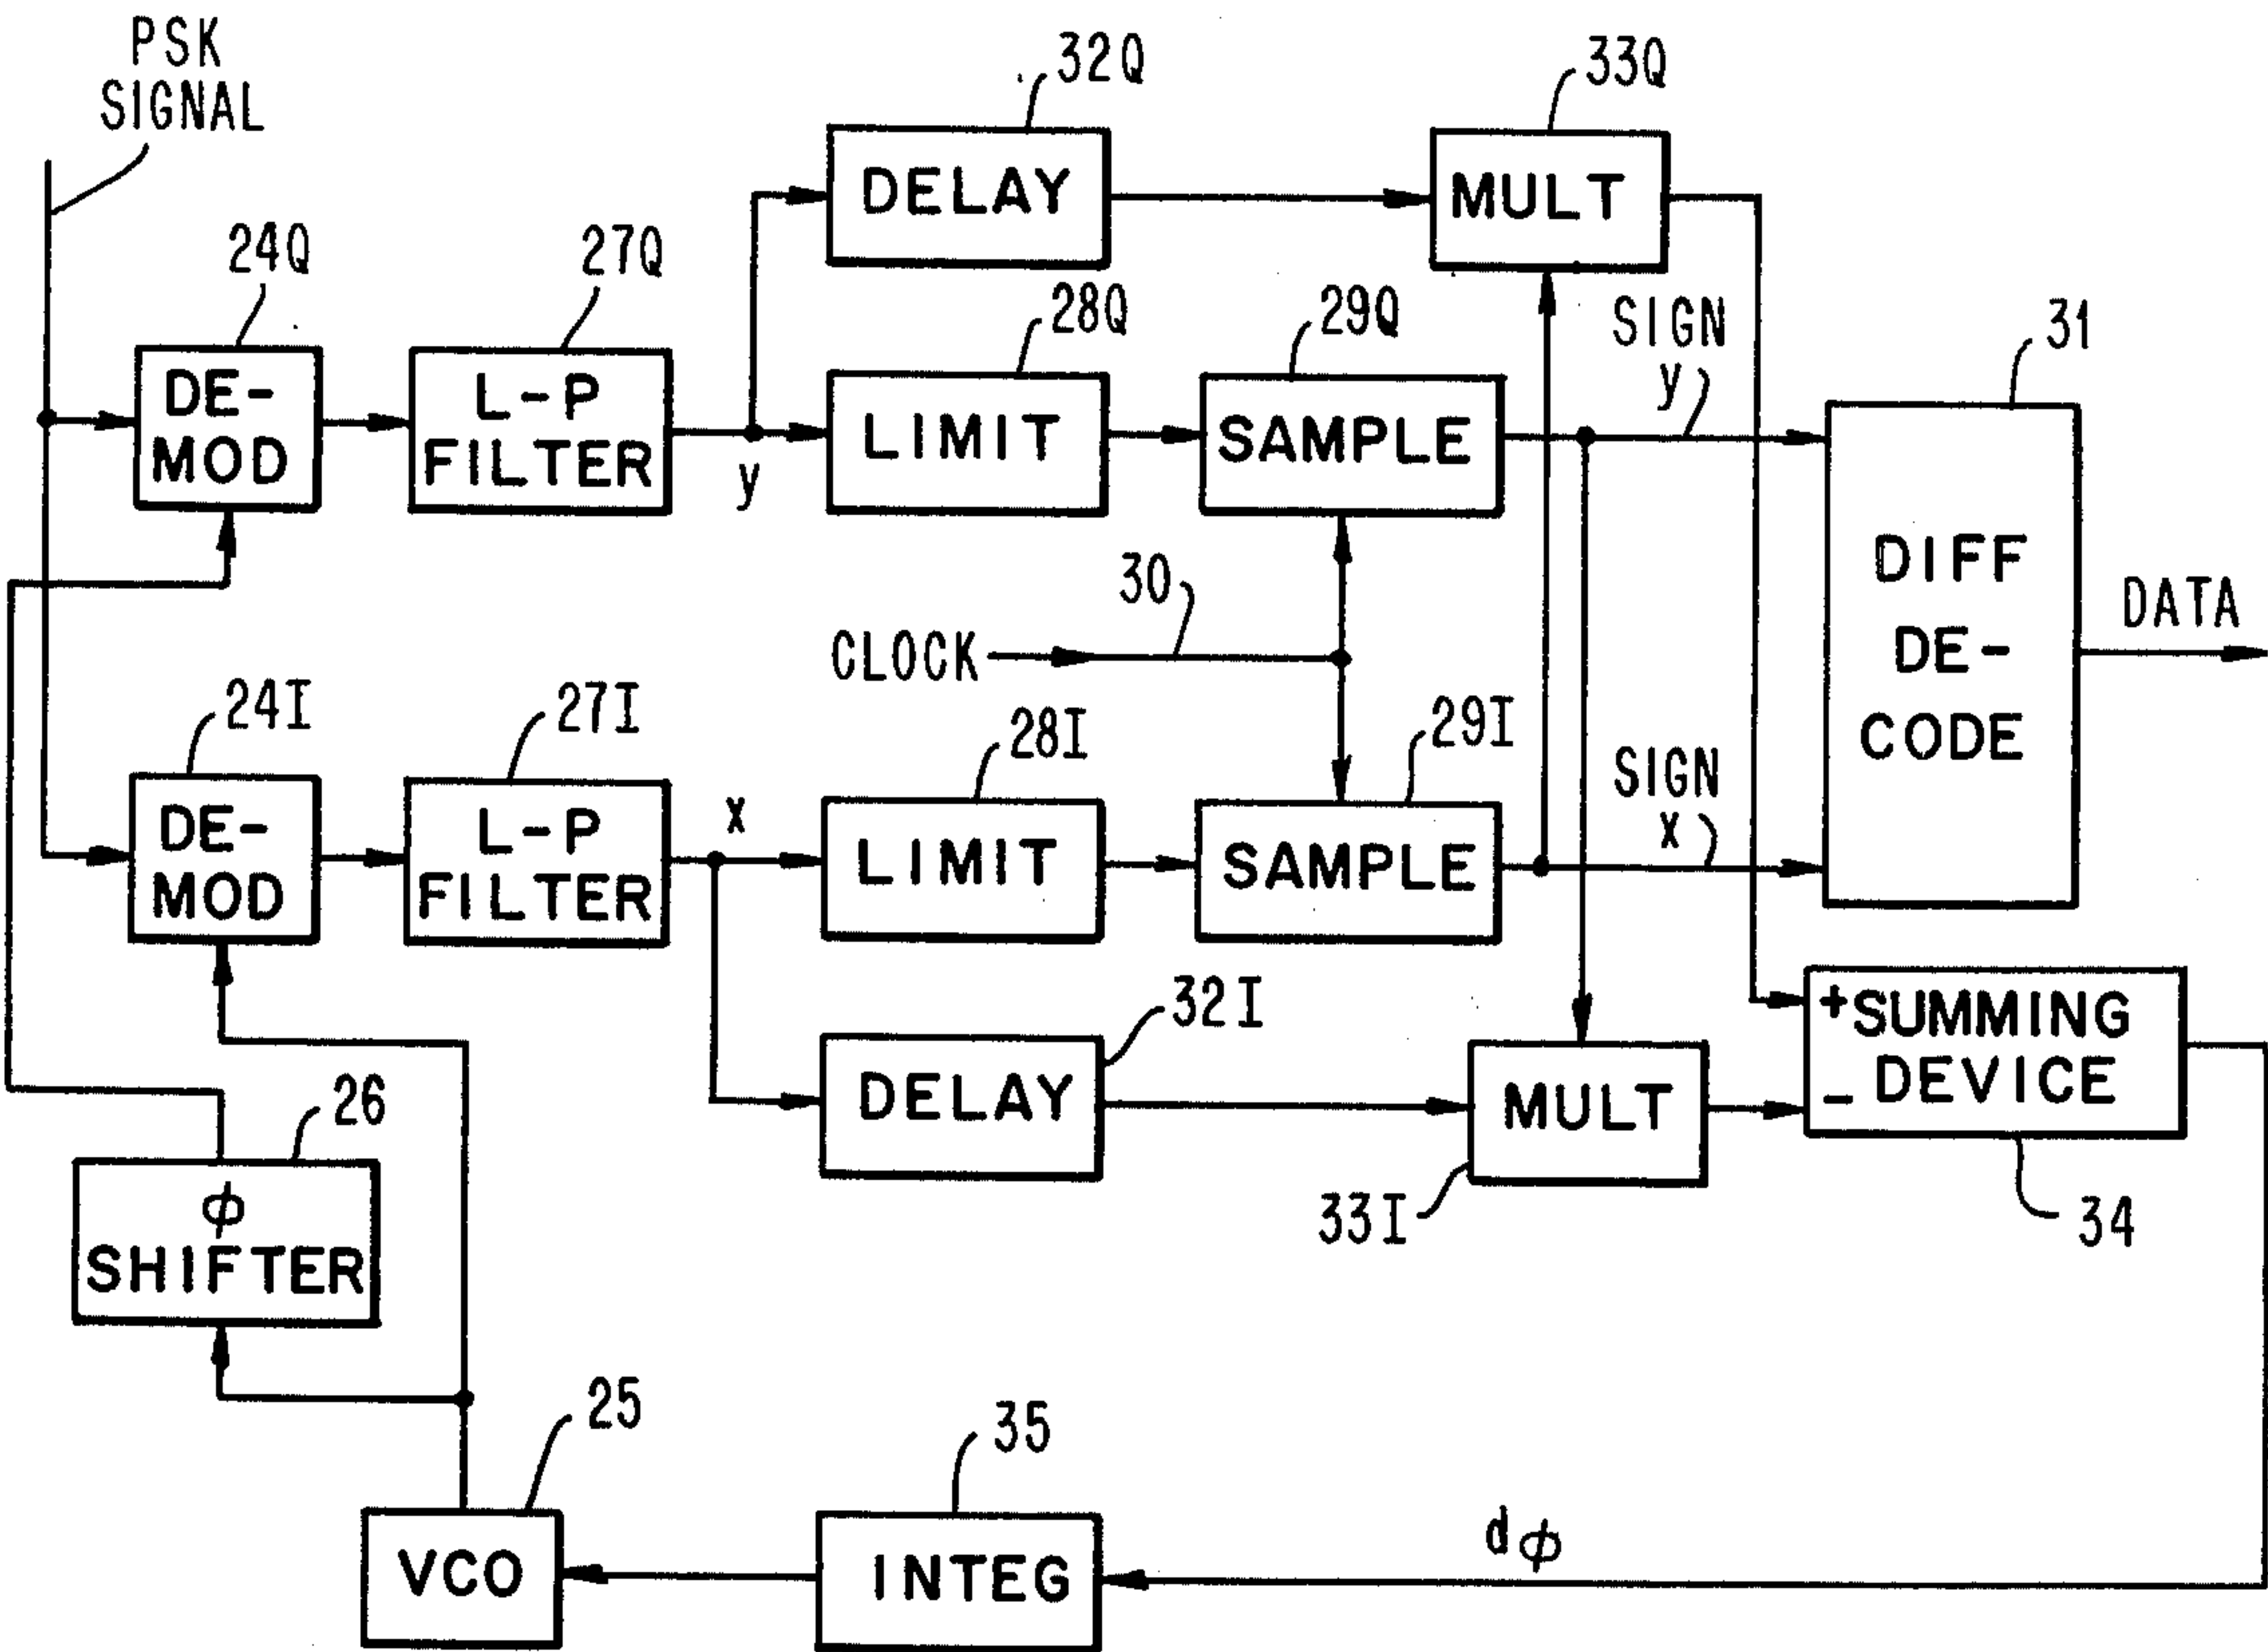 PSK
SIGNAL
32Q
33Q
DELAY
MULT
24Q
27Q
28Q
29Q
SIGN
y
31
DE-
MOD
L-P
FILTER
y
LIMIT
SAMPLE
30
CLOCK
DIFF
DE-
CODE
DATA
24I
27I
28I
29I
SIGN
x
DE-
MOD
L-P
FILTER
x
LIMIT
SAMPLE
32I
DELAY
MULT
33I
+ SUMMING
- DEVICE
34
26
ϕ
SHIFTER
25
35
VCO
INTEG
dϕ